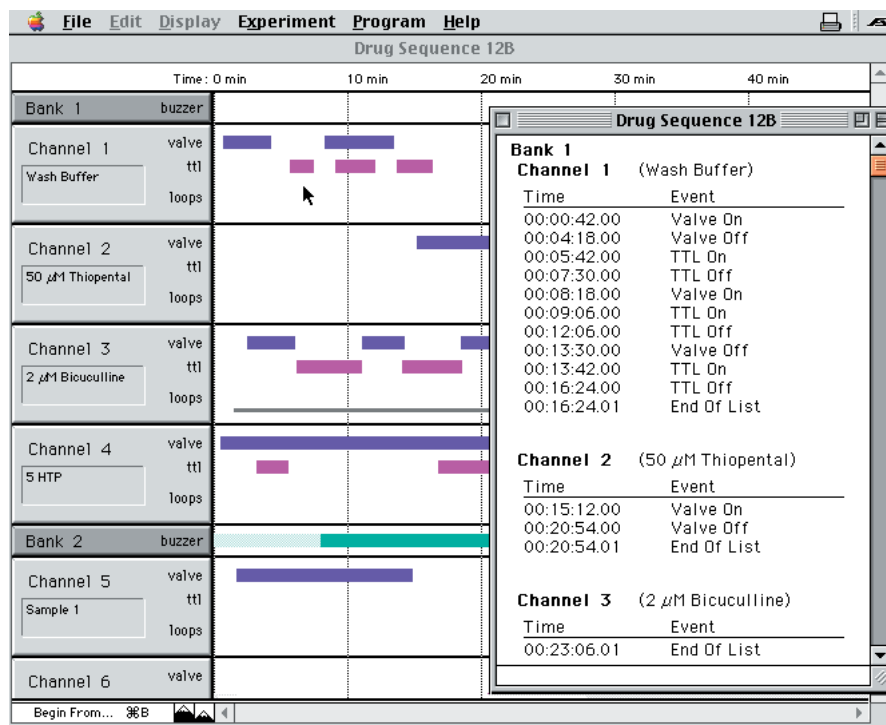 File Edit Display Experiment Program Help
Drug Sequence 12B
Time: 0 min 10 min 20 min 30 min 40 min
Bank 1 buzzer
Channel 1 valve
ttl
Wash Buffer
loops
Channel 2 valve
ttl
50 µM Thiopental
loops
Channel 3 valve
ttl
2 µM Bicuculline
loops
Channel 4 valve
ttl
5 HTP
loops
Bank 2 buzzer
Channel 5 valve
ttl
Sample 1
loops
Channel 6 valve
Begin From... ⌘B
Drug Sequence 12B
Bank 1
Channel 1 (Wash Buffer)
Time Event
00:00:42.00 Valve On
00:04:18.00 Valve Off
00:05:42.00 TTL On
00:07:30.00 TTL Off
00:08:18.00 Valve On
00:09:06.00 TTL On
00:12:06.00 TTL Off
00:13:30.00 Valve Off
00:13:42.00 TTL On
00:16:24.00 TTL Off
00:16:24.01 End Of List
Channel 2 (50 µM Thiopental)
Time Event
00:15:12.00 Valve On
00:20:54.00 Valve Off
00:20:54.01 End Of List
Channel 3 (2 µM Bicuculline)
Time Event
00:23:06.01 End Of List